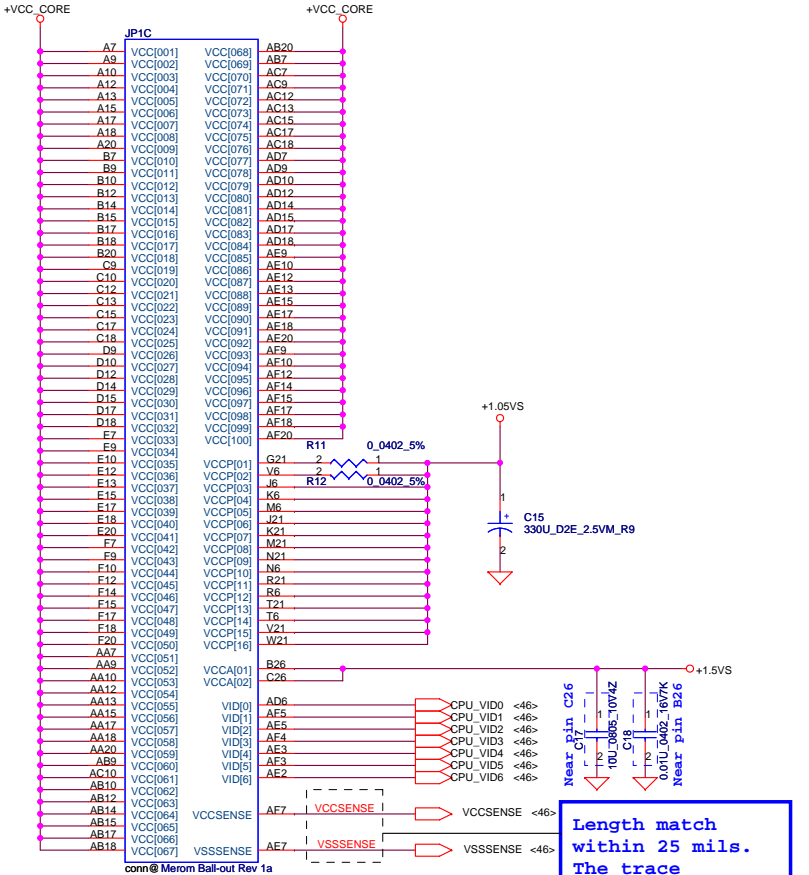 +VCC_CORE
+VCC_CORE
JP1C
A7 VCC[001] VCC[068] AB20
A9 VCC[002] VCC[069] AB7
A10 VCC[003] VCC[070] AC7
A12 VCC[004] VCC[071] AC9
A13 VCC[005] VCC[072] AC12
A15 VCC[006] VCC[073] AC13
A17 VCC[007] VCC[074] AC15
A18 VCC[008] VCC[075] AC17
A20 VCC[009] VCC[076] AC18
B7 VCC[010] VCC[077] AD7
B9 VCC[011] VCC[078] AD9
B10 VCC[012] VCC[079] AD10
B12 VCC[013] VCC[080] AD12
B14 VCC[014] VCC[081] AD14
B15 VCC[015] VCC[082] AD15
B17 VCC[016] VCC[083] AD17
B18 VCC[017] VCC[084] AD18
B20 VCC[018] VCC[085] AE9
C9 VCC[019] VCC[086] AE10
C10 VCC[020] VCC[087] AE12
C12 VCC[021] VCC[088] AE13
C13 VCC[022] VCC[089] AE15
C15 VCC[023] VCC[090] AE17
C17 VCC[024] VCC[091] AE18
C18 VCC[025] VCC[092] AE20
D9 VCC[026] VCC[093] AF9
D10 VCC[027] VCC[094] AF10
D12 VCC[028] VCC[095] AF12
D14 VCC[029] VCC[096] AF14
D15 VCC[030] VCC[097] AF15
D17 VCC[031] VCC[098] AF17
D18 VCC[032] VCC[099] AF18
E7 VCC[033] VCC[100] AF20
E9 VCC[034]
E10 VCC[035] VCCP[01] G21 2 R11 1 0_0402_5%
E12 VCC[036] VCCP[02] V6 2 R12 1 0_0402_5%
E13 VCC[037] VCCP[03] J6
E15 VCC[038] VCCP[04] K6
E17 VCC[039] VCCP[05] M6
E18 VCC[040] VCCP[06] J21
E20 VCC[041] VCCP[07] K21
F7 VCC[042] VCCP[08] M21
F9 VCC[043] VCCP[09] N21
F10 VCC[044] VCCP[10] N6
F12 VCC[045] VCCP[11] R21
F14 VCC[046] VCCP[12] R6
F15 VCC[047] VCCP[13] T21
F17 VCC[048] VCCP[14] T6
F18 VCC[049] VCCP[15] V21
F20 VCC[050] VCCP[16] W21
AA7 VCC[051]
AA9 VCC[052] VCCA[01] B26
AA10 VCC[053] VCCA[02] C26
AA12 VCC[054]
AA13 VCC[055] VID[0] AD6 CPU_VID0 <46>
AA15 VCC[056] VID[1] AF5 CPU_VID1 <46>
AA17 VCC[057] VID[2] AE5 CPU_VID2 <46>
AA18 VCC[058] VID[3] AF4 CPU_VID3 <46>
AA20 VCC[059] VID[4] AE3 CPU_VID4 <46>
AB9 VCC[060] VID[5] AF3 CPU_VID5 <46>
AC10 VCC[061] VID[6] AE2 CPU_VID6 <46>
AB10 VCC[062]
AB12 VCC[063]
AB14 VCC[064] VCCSENSE AF7 VCCSENSE VCCSENSE <46>
AB15 VCC[065]
AB17 VCC[066]
AB18 VCC[067] VSSSENSE AE7 VSSSENSE VSSSENSE <46>
conn@ Merom Ball-out Rev 1a
+1.05VS
1
+
2
C15
330U_D2E_2.5VM_R9
+1.5VS
Near pin C26
C17
1
2
10U_0805_10V4Z
C18
1
2
0.01U_0402_16V7K
Near pin B26
Length match
within 25 mils.
The trace